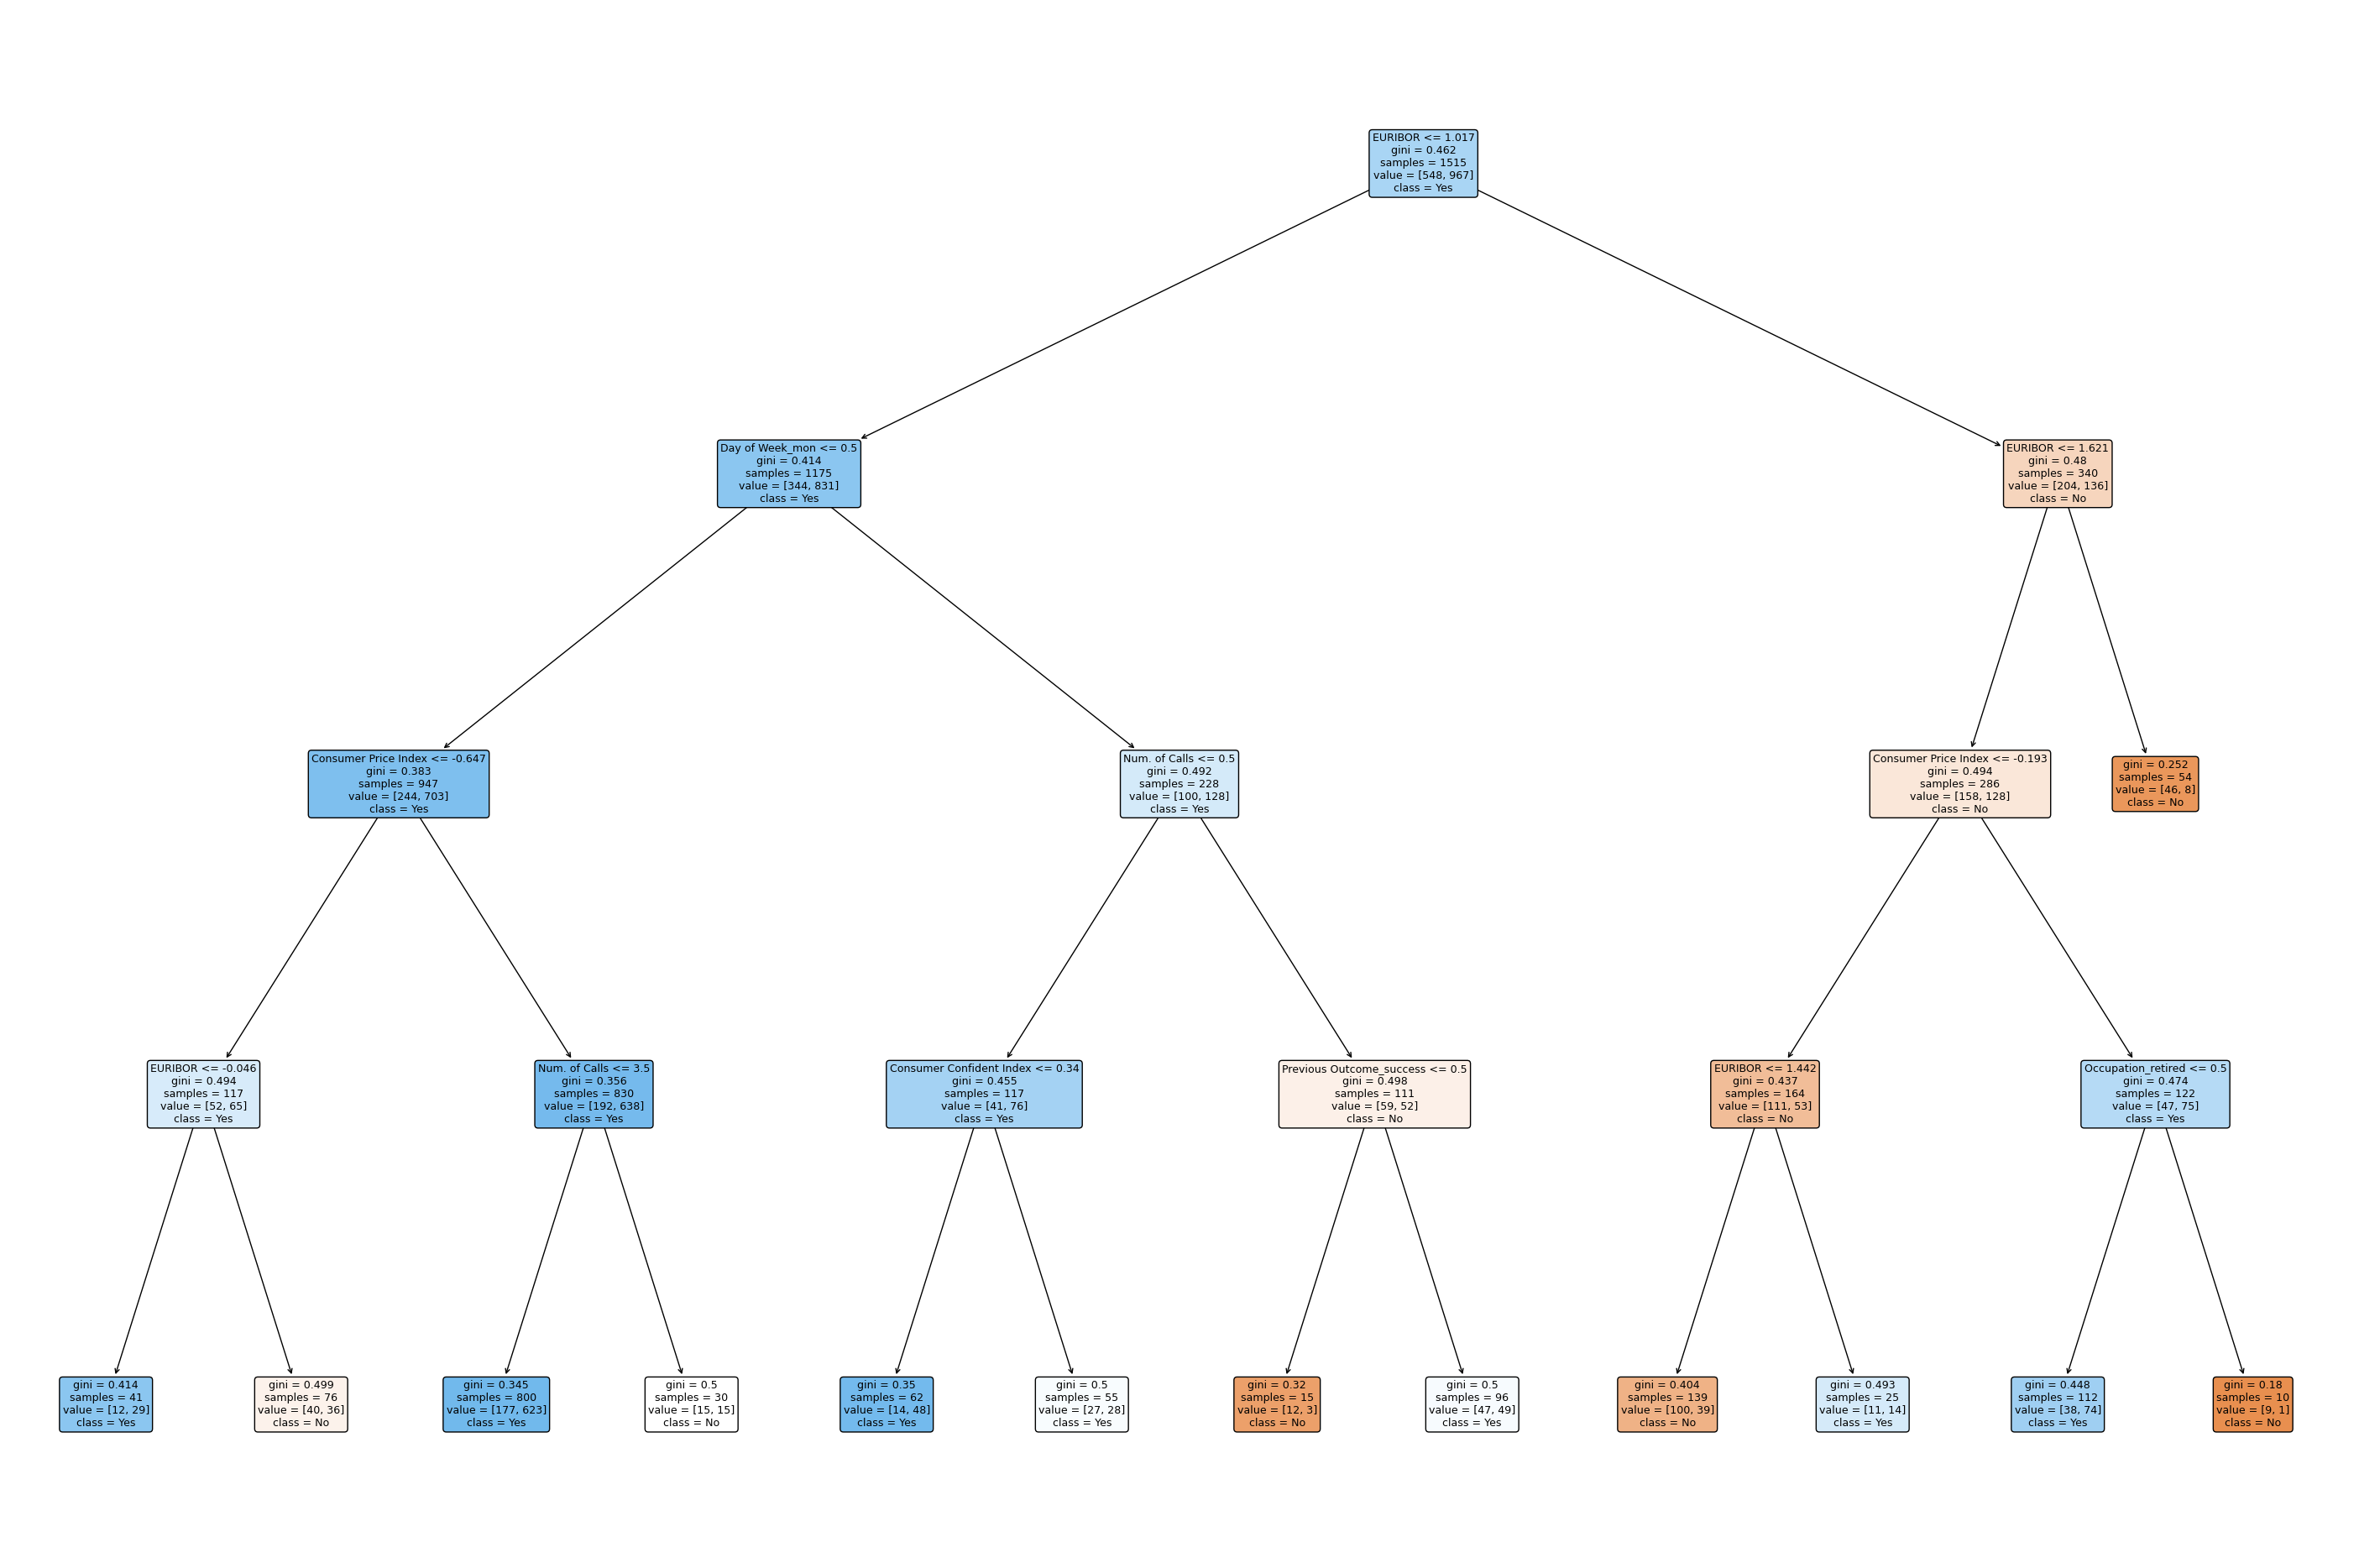 EURIBOR <= 1.017
gini = 0.462
samples = 1515
value = [548, 967]
class = Yes
Day of Week_mon <= 0.5
gini = 0.414
samples = 1175
value = [344, 831]
class = Yes
EURIBOR <= 1.621
gini = 0.48
samples = 340
value = [204, 136]
class = No
Consumer Price Index <= -0.647
gini = 0.383
samples = 947
value = [244, 703]
class = Yes
Num. of Calls <= 0.5
gini = 0.492
samples = 228
value = [100, 128]
class = Yes
Consumer Price Index <= -0.193
gini = 0.494
samples = 286
value = [158, 128]
class = No
gini = 0.252
samples = 54
value = [46, 8]
class = No
EURIBOR <= -0.046
gini = 0.494
samples = 117
value = [52, 65]
class = Yes
Num. of Calls <= 3.5
gini = 0.356
samples = 830
value = [192, 638]
class = Yes
Consumer Confident Index <= 0.34
gini = 0.455
samples = 117
value = [41, 76]
class = Yes
Previous Outcome_success <= 0.5
gini = 0.498
samples = 111
value = [59, 52]
class = No
EURIBOR <= 1.442
gini = 0.437
samples = 164
value = [111, 53]
class = No
Occupation_retired <= 0.5
gini = 0.474
samples = 122
value = [47, 75]
class = Yes
gini = 0.414
samples = 41
value = [12, 29]
class = Yes
gini = 0.499
samples = 76
value = [40, 36]
class = No
gini = 0.345
samples = 800
value = [177, 623]
class = Yes
gini = 0.5
samples = 30
value = [15, 15]
class = No
gini = 0.35
samples = 62
value = [14, 48]
class = Yes
gini = 0.5
samples = 55
value = [27, 28]
class = Yes
gini = 0.32
samples = 15
value = [12, 3]
class = No
gini = 0.5
samples = 96
value = [47, 49]
class = Yes
gini = 0.404
samples = 139
value = [100, 39]
class = No
gini = 0.493
samples = 25
value = [11, 14]
class = Yes
gini = 0.448
samples = 112
value = [38, 74]
class = Yes
gini = 0.18
samples = 10
value = [9, 1]
class = No